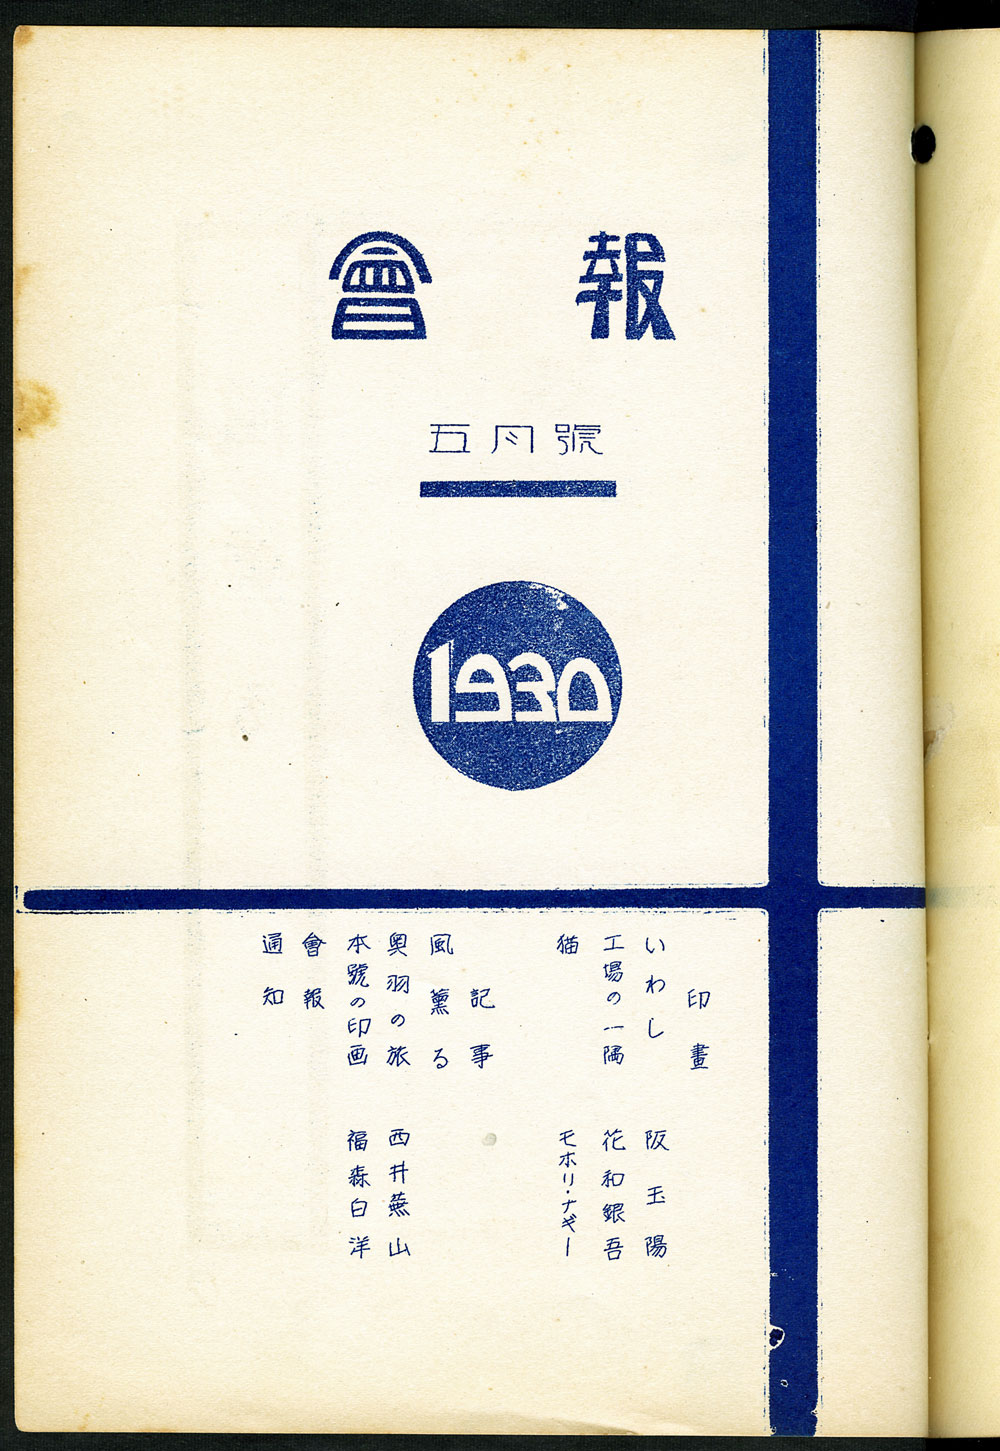 會報
五月號
1930
印畫
いわし 阪玉陽
工場の一隅 花和銀吾
猫 モホリ・ナギー
記事
風薫る
奥羽の旅 西井蕪山
本號の印画 福森白洋
會報
通知